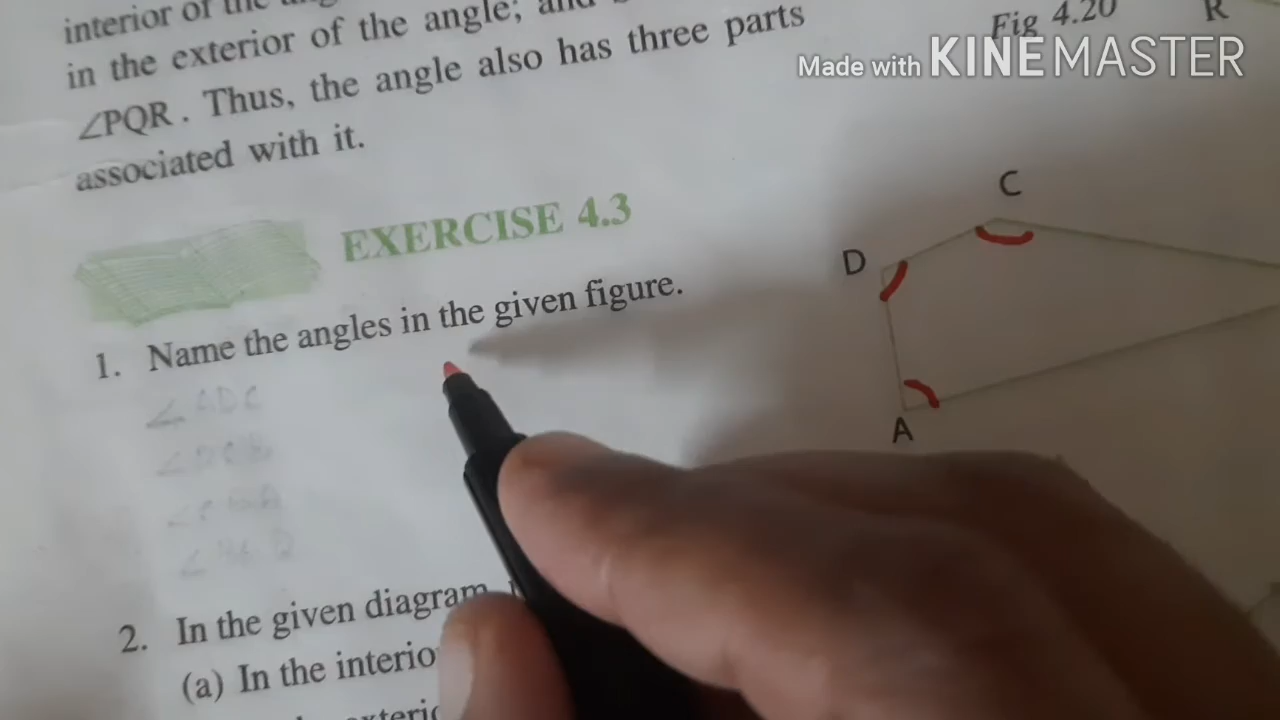 interior of the
in the exterior of the angle; and
∠PQR. Thus, the angle also has three parts
associated with it.
Fig 4.20
R
Made with KINEMASTER
EXERCISE 4.3
C
D
A
1. Name the angles in the given figure.
∠
∠
∠
∠
2. In the given diagram
(a) In the interio